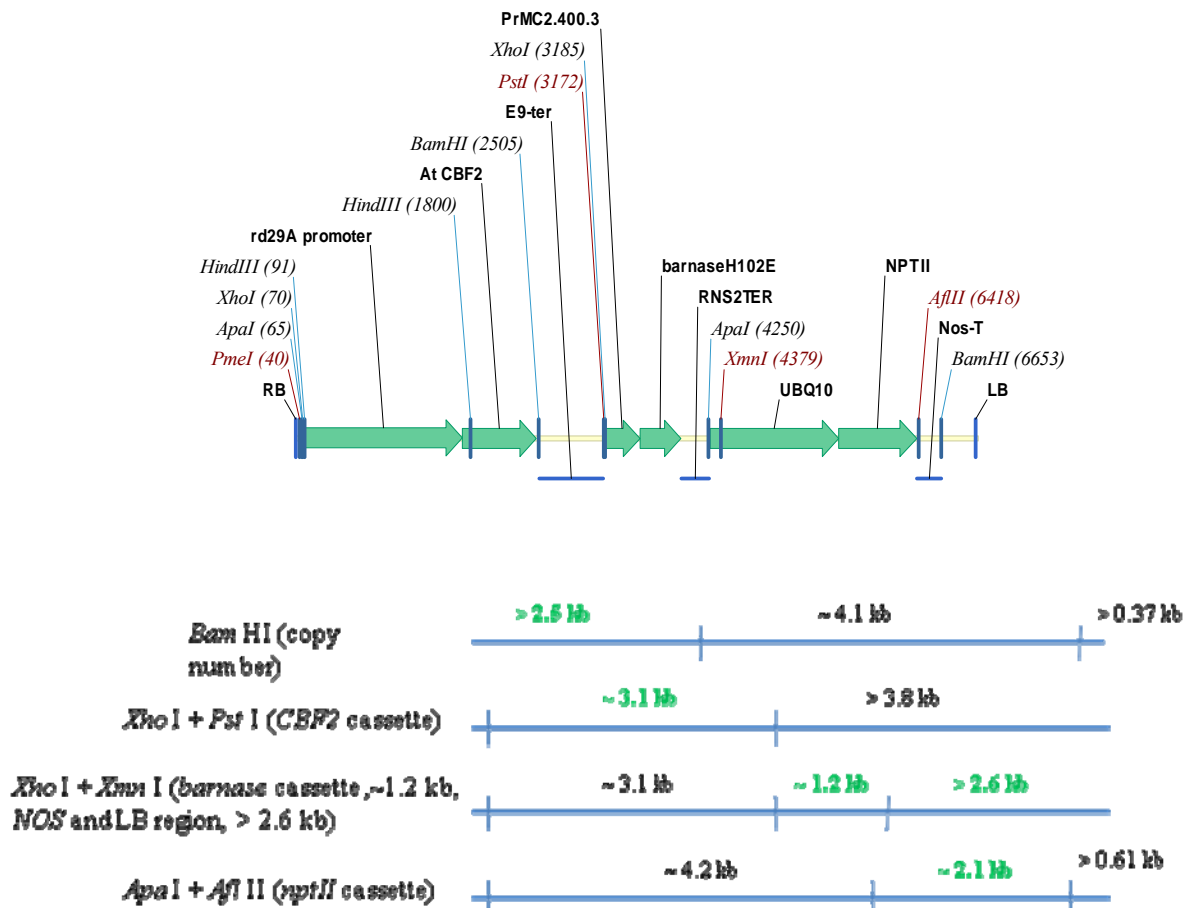 PrMC2.400.3
XhoI (3185)
PstI (3172)
E9-ter
BamHI (2505)
At CBF2
HindIII (1800)
rd29A promoter
HindIII (91)
XhoI (70)
ApaI (65)
PmeI (40)
RB
barnaseH102E
RNS2TER
ApaI (4250)
XmnI (4379)
UBQ10
NPTII
AflII (6418)
Nos-T
BamHI (6653)
LB
Bam HI (copy
number)
> 2.5 kb
~4.1 kb
> 0.37 kb
Xho I + Pst I (CBF2 cassette)
~3.1 kb
> 3.8 kb
Xho I + Xmn I (barnase cassette,~1.2 kb,
NOS and LB region, > 2.6 kb)
~3.1 kb
~1.2 kb
> 2.6 kb
Apa I + Afl II (nptII cassette)
~4.2 kb
~2.1 kb
> 0.61 kb